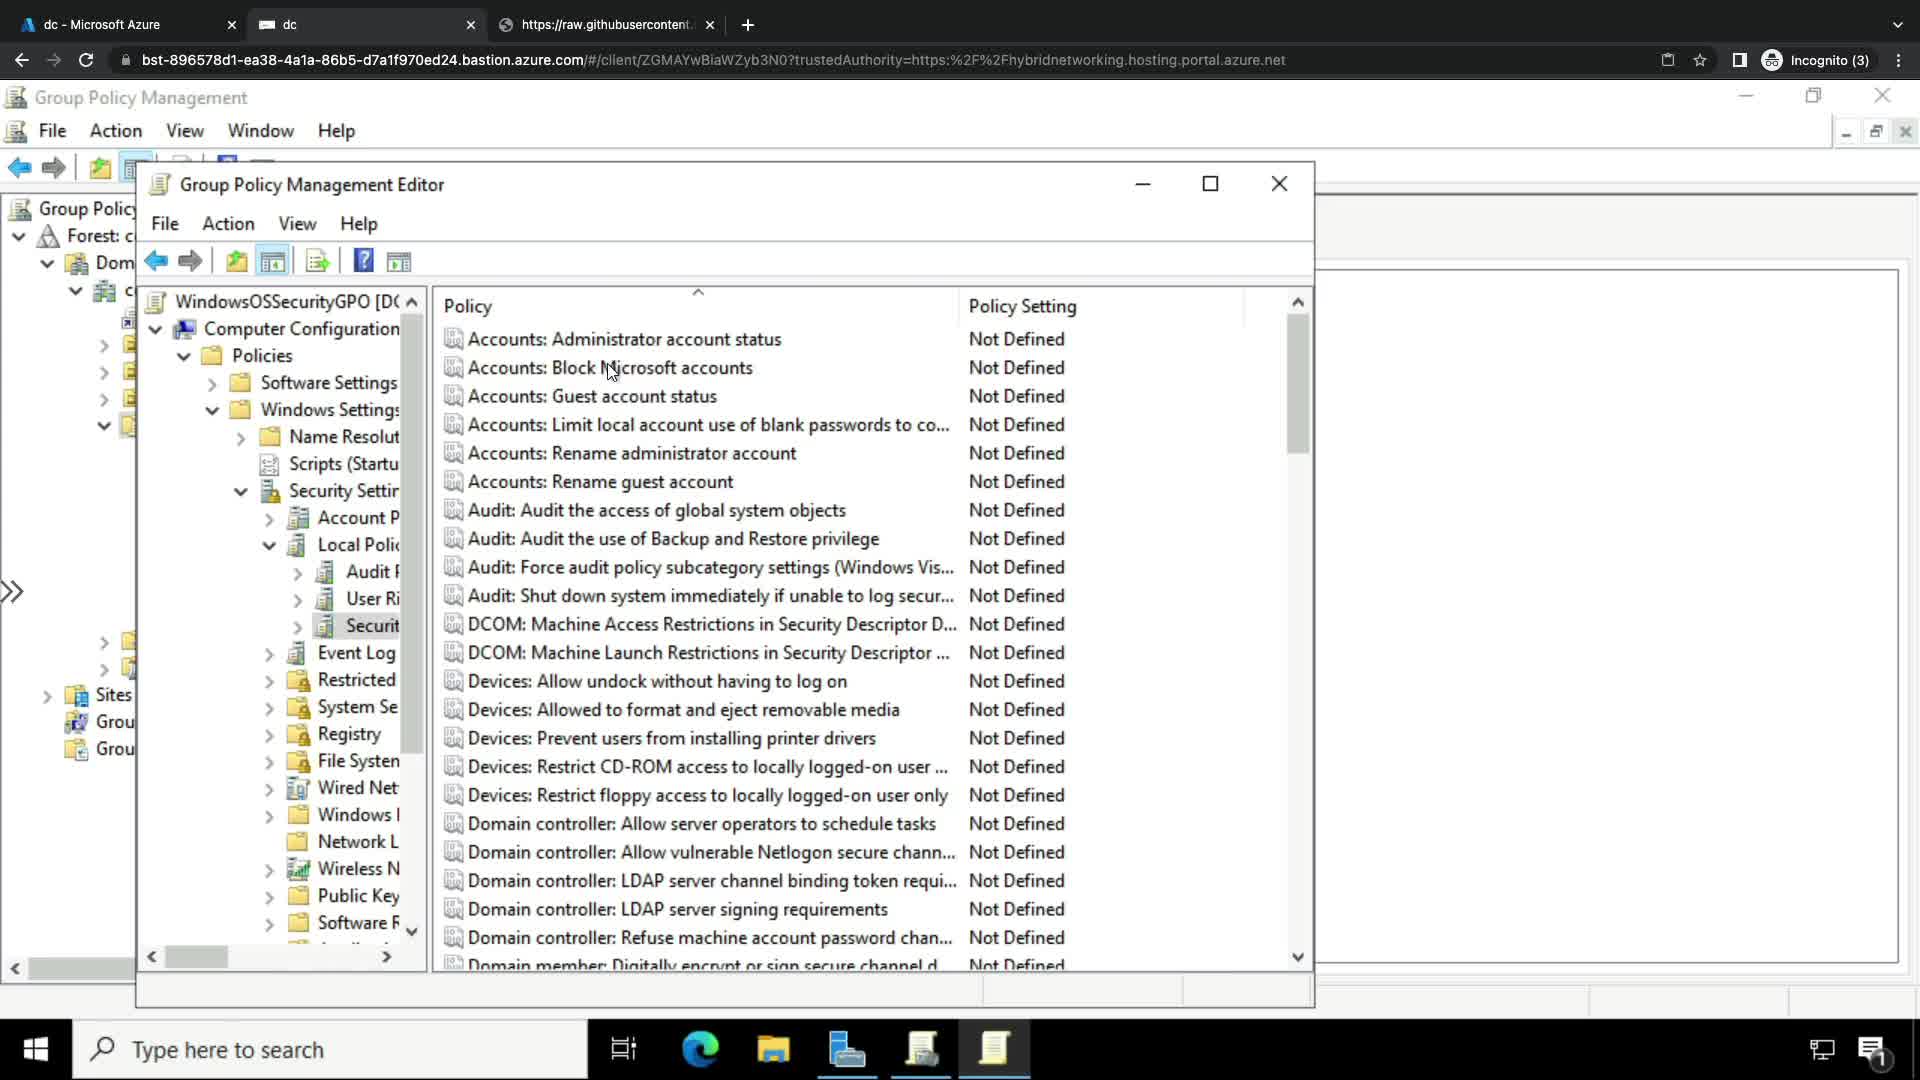 dc - Microsoft Azure
dc
https://raw.githubusercontent.
bst-896578d1-ea38-4a1a-86b5-d7a1f970ed24.bastion.azure.com/#/client/ZGMAYwBiaWZyb3N0?trustedAuthority=https:%2F%2Fhybridnetworking.hosting.portal.azure.net
Incognito (3)
Group Policy Management
File Action View Window Help
Group Policy Management Editor
File Action View Help
Group Policy
Forest: c
Dom
c
Sites
Grou
Grou
WindowsOSSecurityGPO [DC
Computer Configuration
Policies
Software Settings
Windows Settings
Name Resolut
Scripts (Startu
Security Settin
Account P
Local Polic
Audit P
User Ri
Securit
Event Log
Restricted
System Se
Registry
File System
Wired Net
Windows
Network L
Wireless N
Public Key
Software R
Policy Policy Setting
Accounts: Administrator account status Not Defined
Accounts: Block Microsoft accounts Not Defined
Accounts: Guest account status Not Defined
Accounts: Limit local account use of blank passwords to co... Not Defined
Accounts: Rename administrator account Not Defined
Accounts: Rename guest account Not Defined
Audit: Audit the access of global system objects Not Defined
Audit: Audit the use of Backup and Restore privilege Not Defined
Audit: Force audit policy subcategory settings (Windows Vis... Not Defined
Audit: Shut down system immediately if unable to log secur... Not Defined
DCOM: Machine Access Restrictions in Security Descriptor D... Not Defined
DCOM: Machine Launch Restrictions in Security Descriptor ... Not Defined
Devices: Allow undock without having to log on Not Defined
Devices: Allowed to format and eject removable media Not Defined
Devices: Prevent users from installing printer drivers Not Defined
Devices: Restrict CD-ROM access to locally logged-on user ... Not Defined
Devices: Restrict floppy access to locally logged-on user only Not Defined
Domain controller: Allow server operators to schedule tasks Not Defined
Domain controller: Allow vulnerable Netlogon secure chann... Not Defined
Domain controller: LDAP server channel binding token requi... Not Defined
Domain controller: LDAP server signing requirements Not Defined
Domain controller: Refuse machine account password chan... Not Defined
Domain member: Digitally encrypt or sign secure channel d Not Defined
Type here to search
1